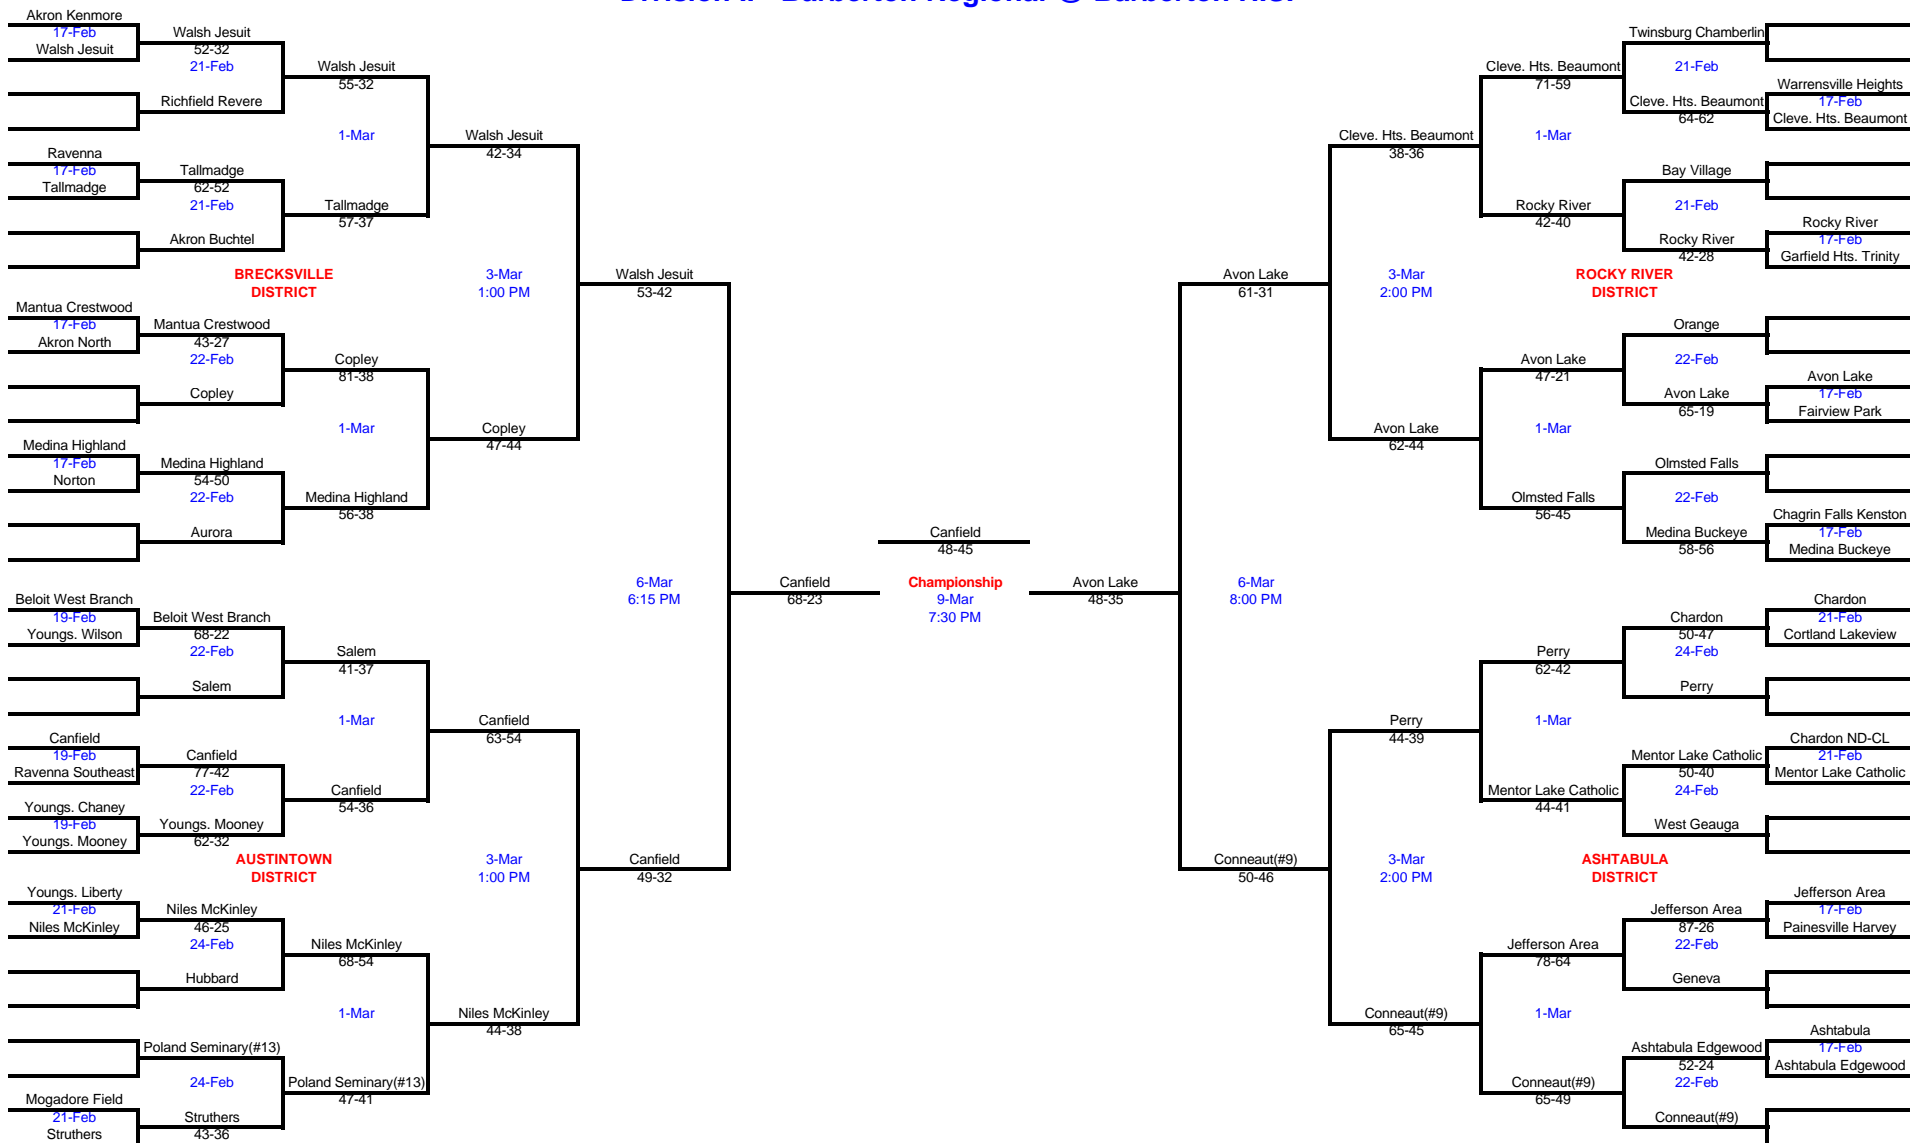 Akron Kenmore
17-Feb
Walsh Jesuit
Walsh Jesuit
52-32
21-Feb
Richfield Revere
Walsh Jesuit
55-32
1-Mar
Ravenna
17-Feb
Tallmadge
Tallmadge
62-52
21-Feb
Akron Buchtel
Tallmadge
57-37
Walsh Jesuit
42-34
BRECKSVILLE
DISTRICT
3-Mar
1:00 PM
Mantua Crestwood
17-Feb
Akron North
Mantua Crestwood
43-27
22-Feb
Copley
Copley
81-38
1-Mar
Medina Highland
17-Feb
Norton
Medina Highland
54-50
22-Feb
Aurora
Medina Highland
56-38
Copley
47-44
Walsh Jesuit
53-42
6-Mar
6:15 PM
Beloit West Branch
19-Feb
Youngs. Wilson
Beloit West Branch
68-22
22-Feb
Salem
Salem
41-37
1-Mar
Canfield
19-Feb
Ravenna Southeast
Canfield
77-42
22-Feb
Youngs. Chaney
19-Feb
Youngs. Mooney
Youngs. Mooney
62-32
Canfield
54-36
Canfield
63-54
AUSTINTOWN
DISTRICT
3-Mar
1:00 PM
Youngs. Liberty
21-Feb
Niles McKinley
Niles McKinley
46-25
24-Feb
Hubbard
Niles McKinley
68-54
1-Mar
Poland Seminary(#13)
24-Feb
Mogadore Field
21-Feb
Struthers
Struthers
43-36
Poland Seminary(#13)
47-41
Niles McKinley
44-38
Canfield
49-32
Canfield
68-23
Canfield
48-45
Championship
9-Mar
7:30 PM
Avon Lake
48-35
6-Mar
8:00 PM
Avon Lake
61-31
Cleve. Hts. Beaumont
38-36
3-Mar
2:00 PM
ROCKY RIVER
DISTRICT
Cleve. Hts. Beaumont
71-59
1-Mar
Twinsburg Chamberlin
21-Feb
Cleve. Hts. Beaumont
64-62
Warrensville Heights
17-Feb
Cleve. Hts. Beaumont
Rocky River
42-40
Bay Village
21-Feb
Rocky River
42-28
Rocky River
17-Feb
Garfield Hts. Trinity
Avon Lake
62-44
Avon Lake
47-21
1-Mar
Orange
22-Feb
Avon Lake
65-19
Avon Lake
17-Feb
Fairview Park
Olmsted Falls
56-45
Olmsted Falls
22-Feb
Medina Buckeye
58-56
Chagrin Falls Kenston
17-Feb
Medina Buckeye
Conneaut(#9)
50-46
Perry
44-39
3-Mar
2:00 PM
ASHTABULA
DISTRICT
Perry
62-42
1-Mar
Chardon
50-47
24-Feb
Perry
Chardon
21-Feb
Cortland Lakeview
Mentor Lake Catholic
44-41
Mentor Lake Catholic
50-40
24-Feb
West Geauga
Chardon ND-CL
21-Feb
Mentor Lake Catholic
Conneaut(#9)
65-45
Jefferson Area
78-64
1-Mar
Jefferson Area
87-26
22-Feb
Geneva
Jefferson Area
17-Feb
Painesville Harvey
Conneaut(#9)
65-49
Ashtabula Edgewood
52-24
22-Feb
Conneaut(#9)
Ashtabula
17-Feb
Ashtabula Edgewood